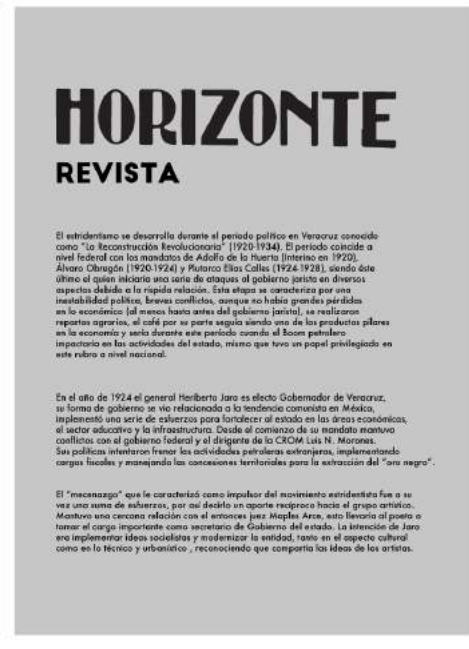 HORIZONTE
REVISTA
El estridentismo se desarrolla durante el periodo político en Veracruz conocido
como "La Reconstrucción Revolucionaria" (1920-1934). El periodo coincide a
nivel federal con los mandatos de Adolfo de la Huerta (Interino en 1920),
Álvaro Obregón (1920-1924) y Plutarco Elías Calles (1924-1928), siendo éste
último el quien iniciaría una serie de ataques al gobierno jarista en diversos
aspectos debido a la ríspida relación. Esta etapa se caracteriza por una
inestabilidad política, breves conflictos, aunque no había grandes pérdidas
en lo económico (al menos hasta antes del gobierno jarista), se realizaron
repartos agrarios, el café por su parte seguía siendo uno de los productos pilares
en la economía y sería durante este período cuando el Boom petrolero
impactaría en las actividades del estado, mismo que tuvo un papel privilegiado en
este rubro a nivel nacional.
En el año de 1924 el general Heriberto Jara es electo Gobernador de Veracruz,
su forma de gobierno se vio relacionada a la tendencia comunista en México,
implementó una serie de esfuerzos para fortalecer al estado en las áreas económicas,
el sector educativo y la infraestructura. Desde el comienzo de su mandato mantuvo
conflictos con el gobierno federal y el dirigente de la CROM Luis N. Morones.
Sus políticas intentaron frenar las actividades petroleras extranjeras, implementando
cargos fiscales y manejando las concesiones territoriales para la extracción del "oro negro".
El "mecenazgo" que le caracterizó como impulsor del movimiento estridentista fue a su
vez una suma de esfuerzos, por así decirlo un aporte recíproco hacia el grupo artístico.
Mantuvo una cercana relación con el entonces juez Maples Arce, esto llevaría al poeta a
tomar el cargo importante como secretario de Gobierno del estado. La intención de Jara
era implementar ideas socialistas y modernizar la entidad, tanto en el aspecto cultural
como en lo técnico y urbanístico , reconociendo que compartía las ideas de los artistas.